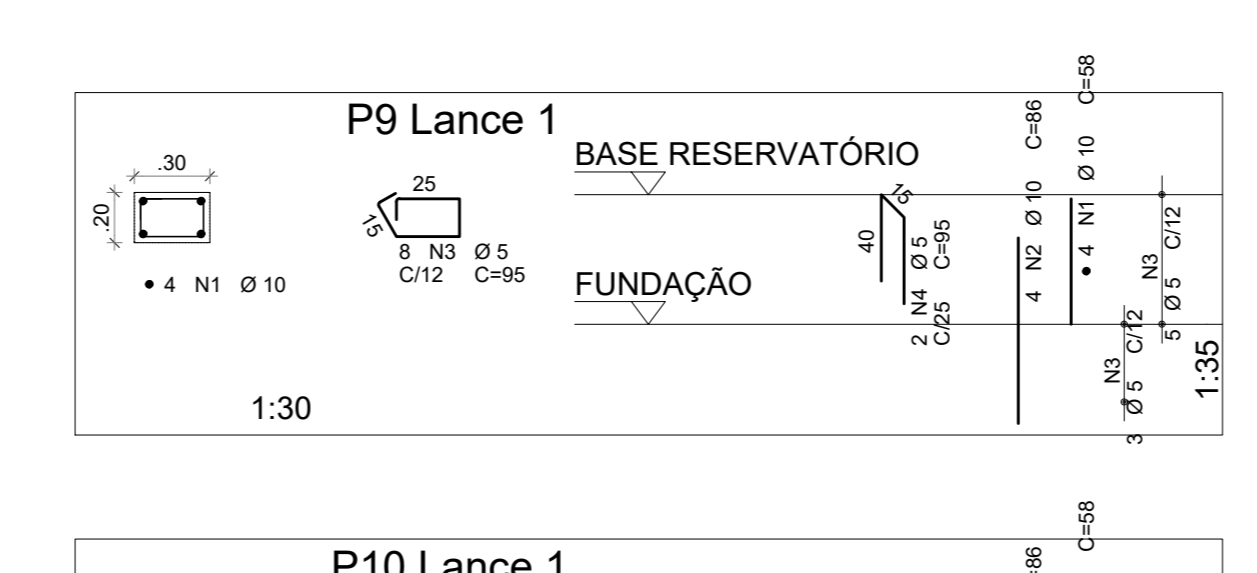 P9 Lance 1
.30
.20
• 4 N1 Ø 10
1:30
25
15
8 N3 Ø 5
C/12 C=95
BASE RESERVATÓRIO
FUNDAÇÃO
40
15
2 N4 Ø 5
C/25 C=95
4 N2 Ø 10 C=86
• 4 N1 Ø 10 C=58
N3
5 Ø 5 C/12
N3
3 Ø 5 C/12
1:35
P10 Lance 1
=86
C=58